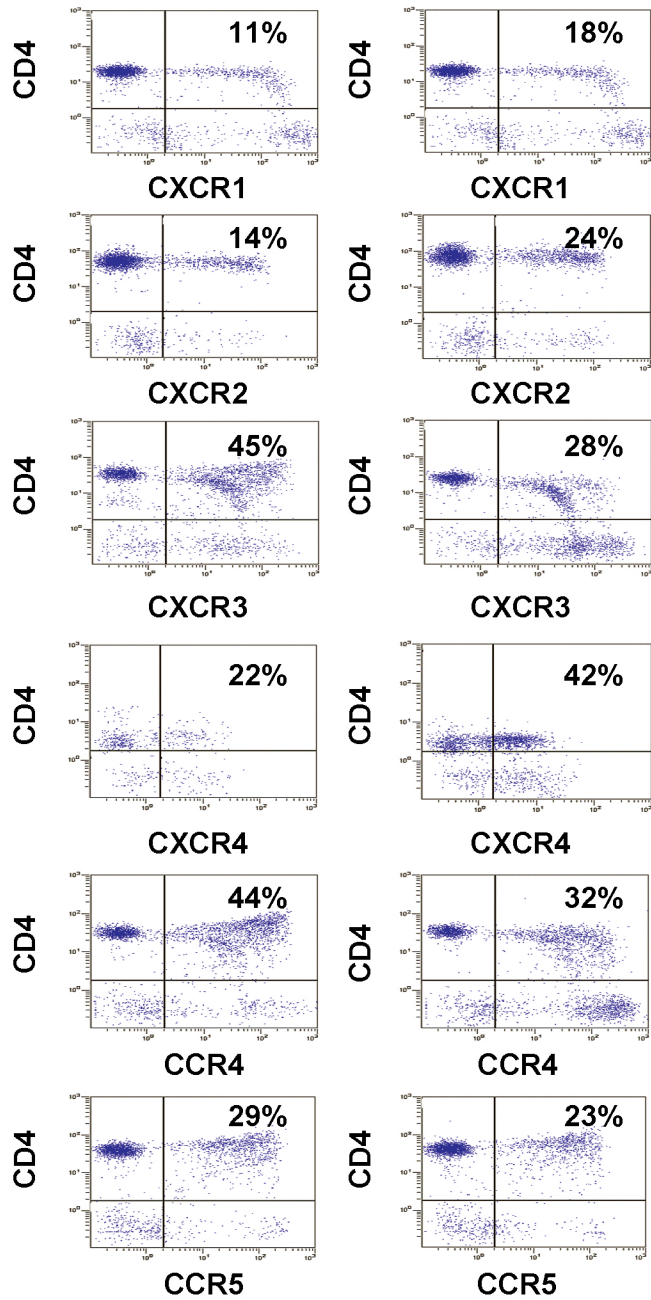 11% 18%
CD4 CD4
CXCR1 CXCR1
14% 24%
CD4 CD4
CXCR2 CXCR2
45% 28%
CD4 CD4
CXCR3 CXCR3
22% 42%
CD4 CD4
CXCR4 CXCR4
44% 32%
CD4 CD4
CCR4 CCR4
29% 23%
CD4 CD4
CCR5 CCR5